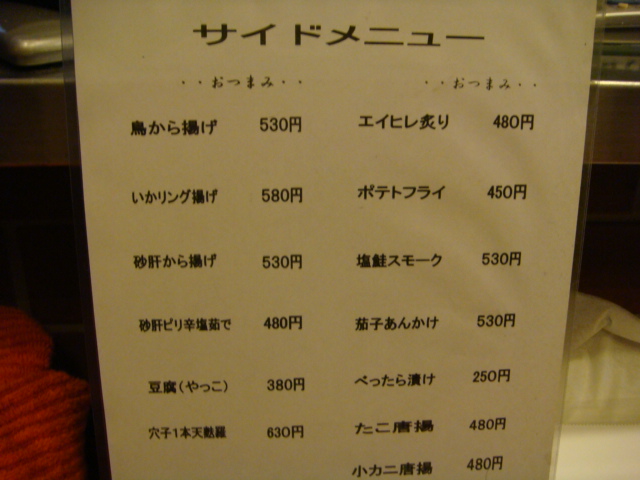 サイドメニュー
・・おつまみ・・
鳥から揚げ 530円
いかリング揚げ 580円
砂肝から揚げ 530円
砂肝ピリ辛塩茹で 480円
豆腐(やっこ) 380円
穴子1本天麩羅 630円
・・おつまみ・・
エイヒレ炙り 480円
ポテトフライ 450円
塩鮭スモーク 530円
茄子あんかけ 530円
べったら漬け 250円
たこ唐揚 480円
小カニ唐揚 480円